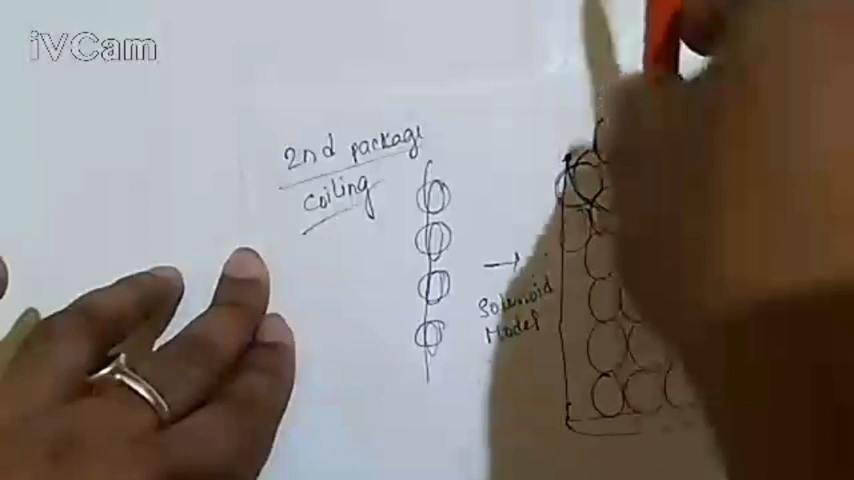 iVCam
2nd package
coiling
Solenoid
Model